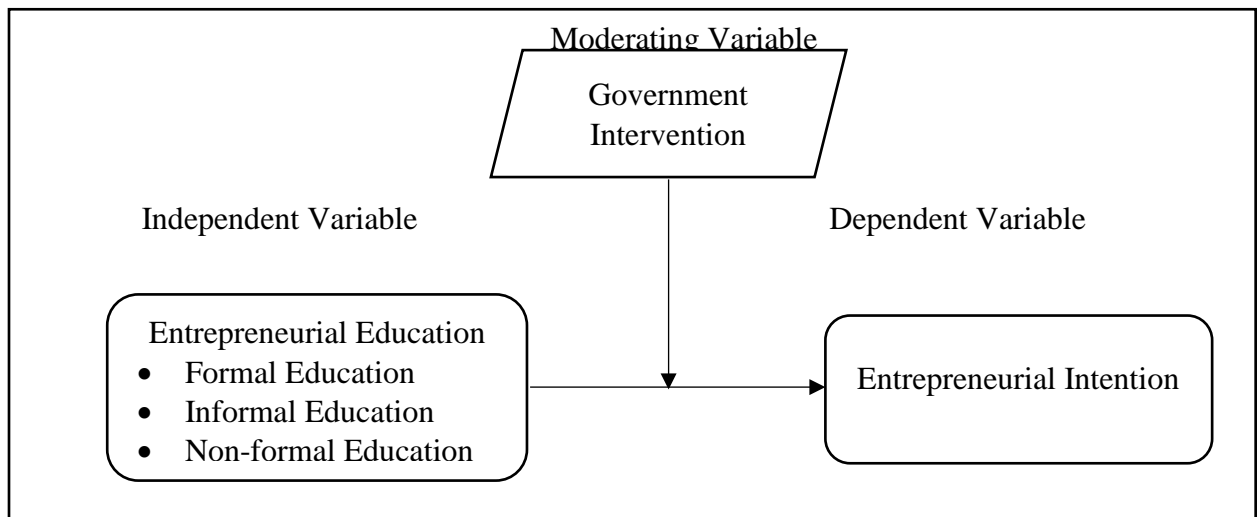 Moderating Variable
Government
Intervention
Independent Variable
Dependent Variable
Entrepreneurial Education
• Formal Education
• Informal Education
• Non-formal Education
Entrepreneurial Intention